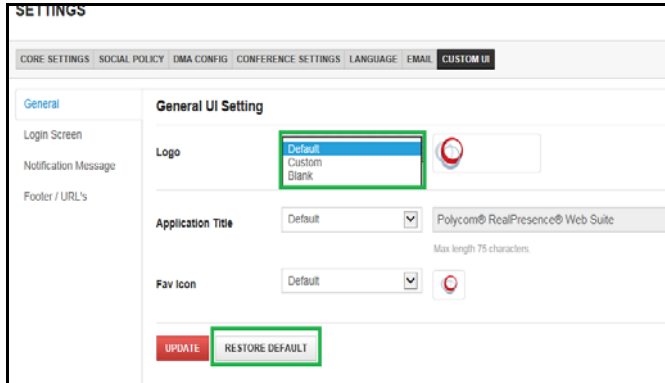 SETTINGS
CORE SETTINGS SOCIAL POLICY DMA CONFIG CONFERENCE SETTINGS LANGUAGE EMAIL CUSTOM UI
General
General UI Setting
Login Screen
Notification Message
Footer / URL's
Logo
Default
Custom
Blank
Application Title
Default
Polycom® RealPresence® Web Suite
Max length 75 characters.
Fav Icon
Default
UPDATE
RESTORE DEFAULT